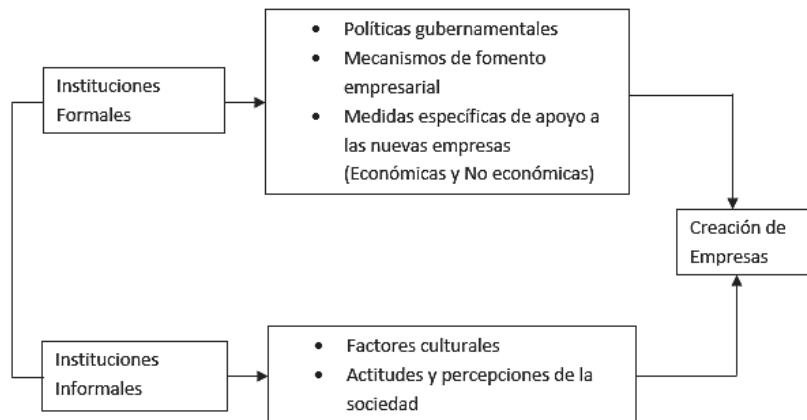 Instituciones
Formales
• Políticas gubernamentales
• Mecanismos de fomento
empresarial
• Medidas específicas de apoyo a
las nuevas empresas
(Económicas y No económicas)
Creación de
Empresas
Instituciones
Informales
• Factores culturales
• Actitudes y percepciones de la
sociedad